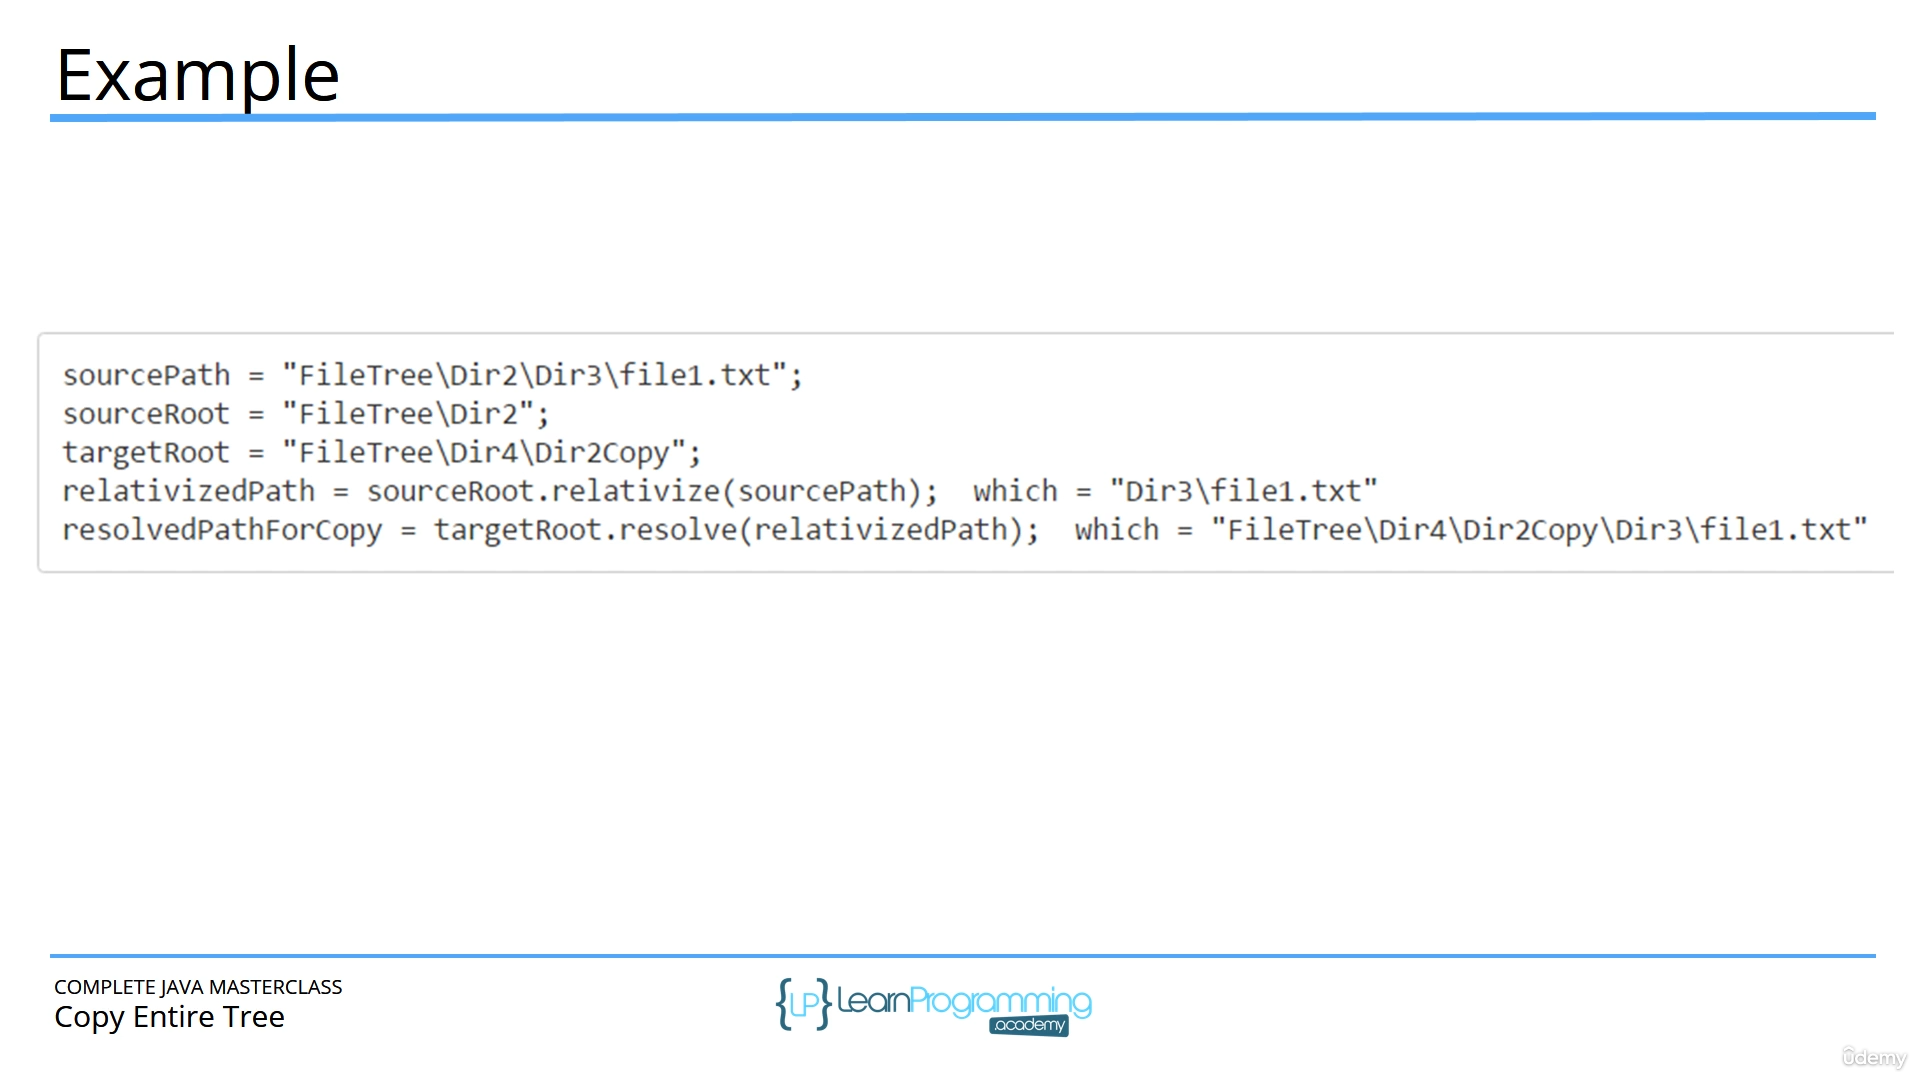 Example
sourcePath = "FileTree\Dir2\Dir3\file1.txt";
sourceRoot = "FileTree\Dir2";
targetRoot = "FileTree\Dir4\Dir2Copy";
relativizedPath = sourceRoot.relativize(sourcePath);  which = "Dir3\file1.txt"
resolvedPathForCopy = targetRoot.resolve(relativizedPath);  which = "FileTree\Dir4\Dir2Copy\Dir3\file1.txt"
COMPLETE JAVA MASTERCLASS
Copy Entire Tree
{LP} LearnProgramming
.academy
ûdemy